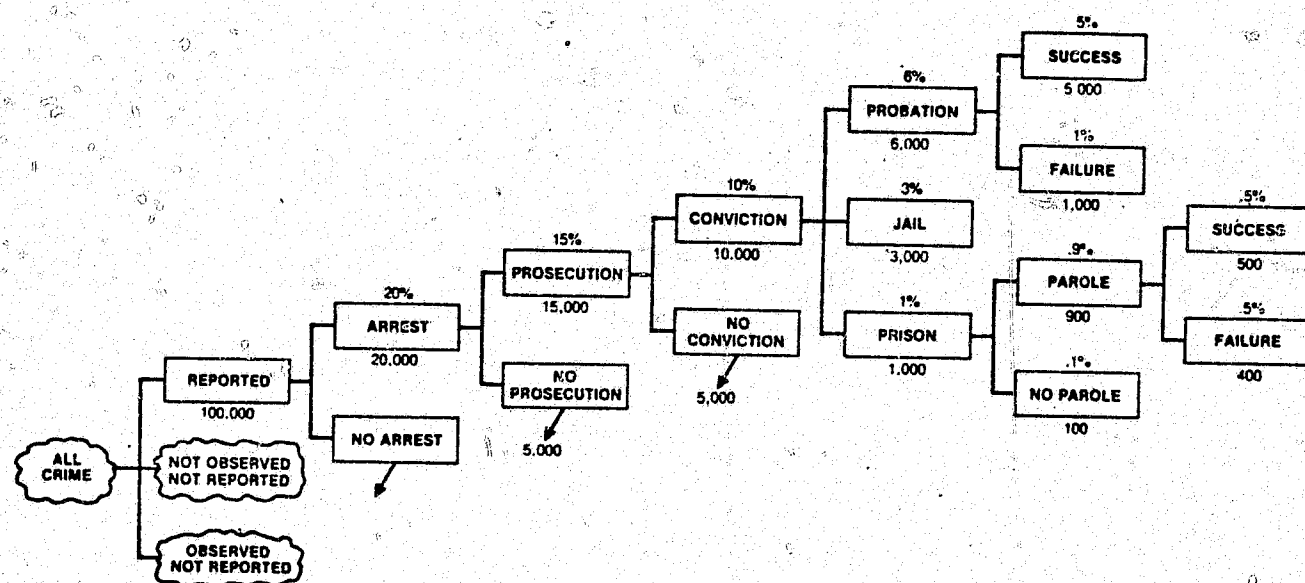 5%
SUCCESS
5 000
6%
PROBATION
6,000
1%
FAILURE
1,000
10%
CONVICTION
10.000
3%
JAIL
3,000
.5%
SUCCESS
500
15%
PROSECUTION
15,000
.9%
PAROLE
900
20%
ARREST
20,000
NO
CONVICTION
5,000
1%
PRISON
1,000
.5%
FAILURE
400
REPORTED
100.000
NO
PROSECUTION
5.000
.1%
NO PAROLE
100
NO ARREST
ALL
CRIME
NOT OBSERVED
NOT REPORTED
OBSERVED
NOT REPORTED